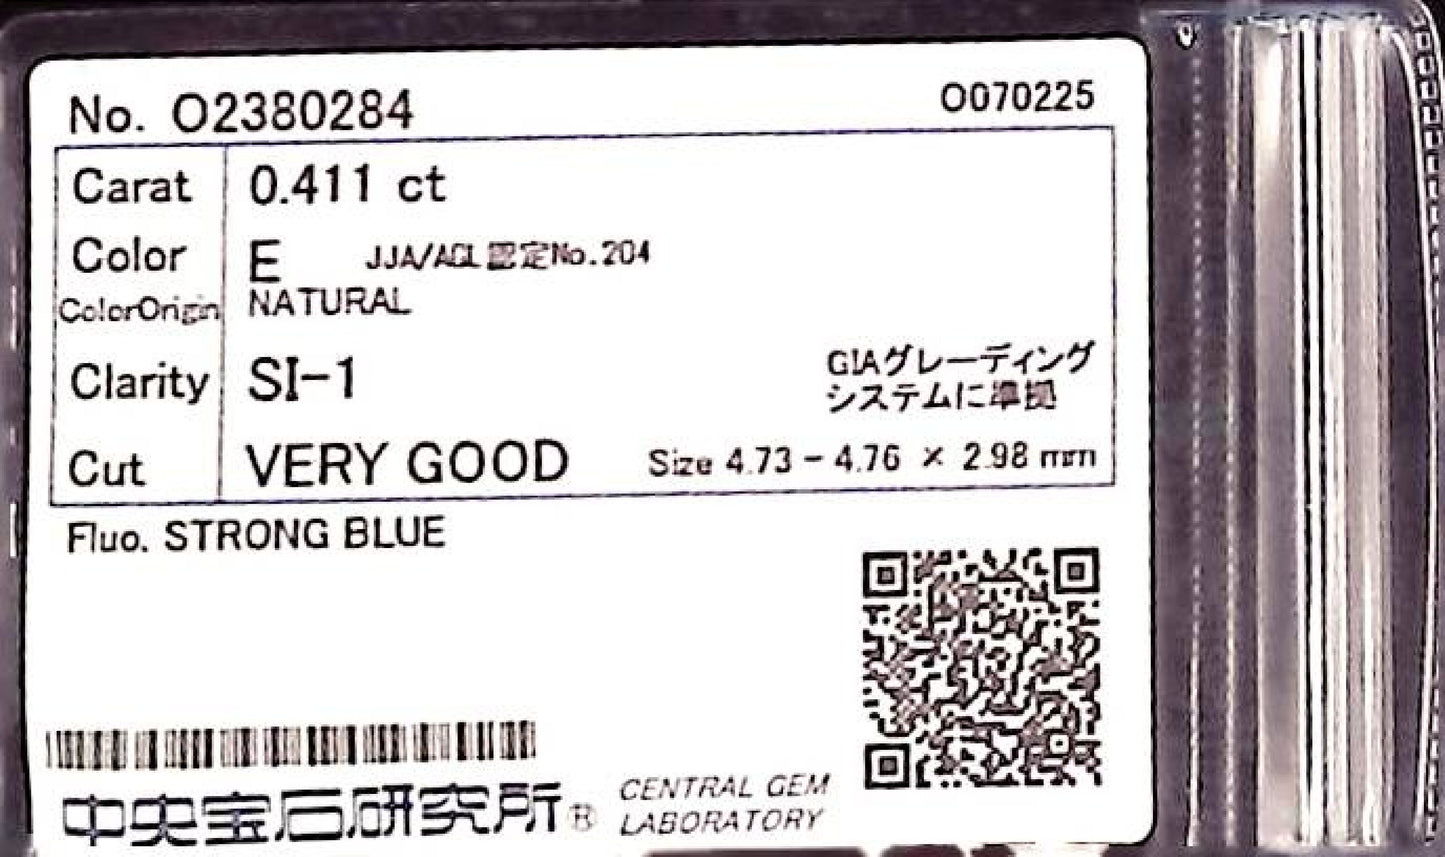 No. O2380284
O070225
Carat 0.411 ct
Color E JJA/AGL認定No.204
ColorOrigin NATURAL
Clarity SI-1
GIAグレーディング
システムに準拠
Cut VERY GOOD Size 4.73 - 4.76 × 2.98 mm
Fluo. STRONG BLUE
中央宝石研究所®
CENTRAL GEM
LABORATORY